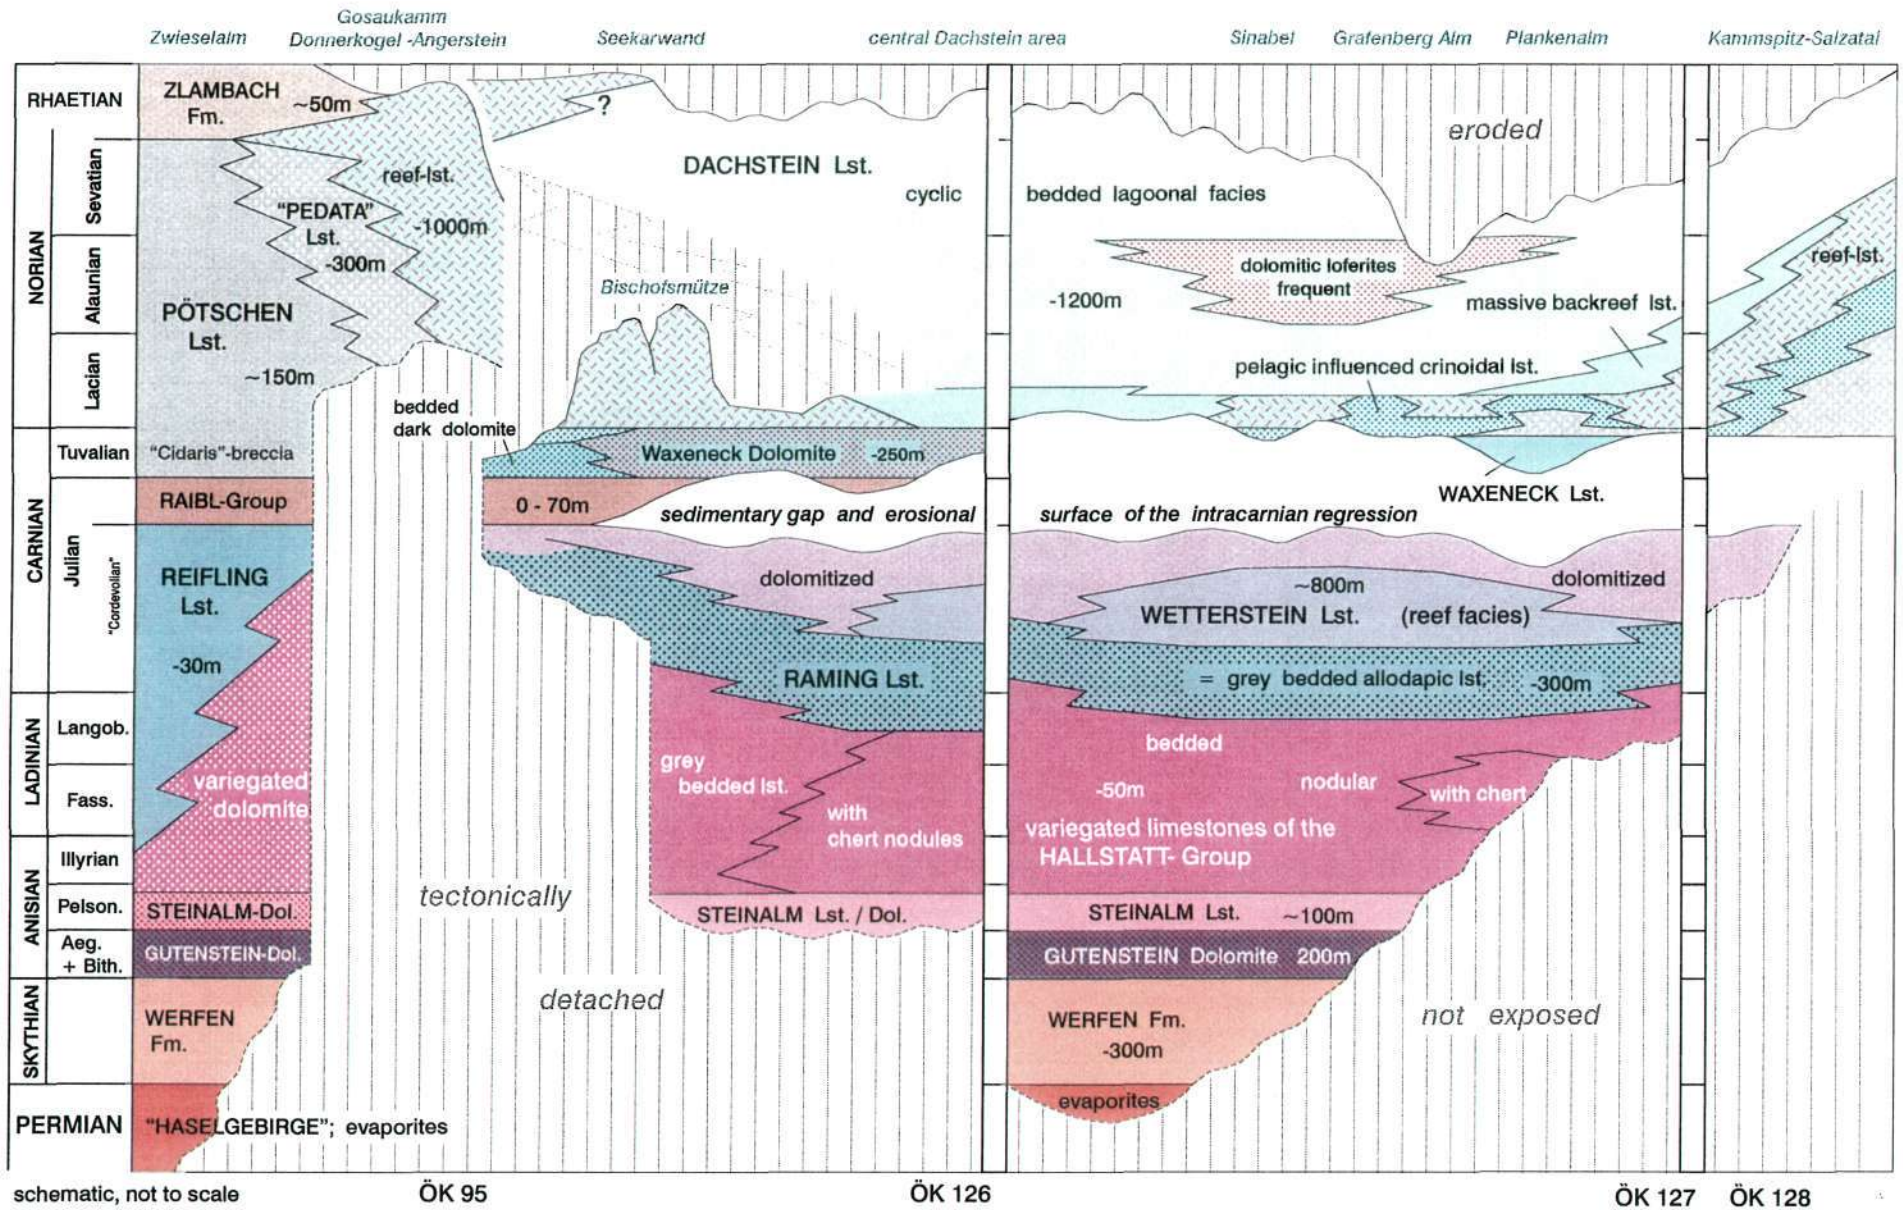 Gosaukamm
Zwieselalm Donnerkogel -Angerstein Seekarwand central Dachstein area Sinabel Grafenberg Alm Plankenalm Kammspitz-Salzatal
RHAETIAN
NORIAN
Sevatian
Alaunian
Lacian
CARNIAN
Tuvalian
Julian
"Cordevolian"
LADINIAN
Langob.
Fass.
ANISIAN
Illyrian
Pelson.
Aeg.
+ Bith.
SKYTHIAN
PERMIAN
ZLAMBACH
Fm.
~50m
reef-lst.
-1000m
"PEDATA"
Lst.
-300m
PÖTSCHEN
Lst.
~150m
"Cidaris"-breccia
RAIBL-Group
REIFLING
Lst.
-30m
variegated
dolomite
STEINALM-Dol.
GUTENSTEIN-Dol.
WERFEN
Fm.
"HASELGEBIRGE"; evaporites
?
DACHSTEIN Lst.
cyclic
Bischofsmütze
bedded
dark dolomite
Waxeneck Dolomite -250m
0 - 70m
sedimentary gap and erosional
dolomitized
RAMING Lst.
grey
bedded lst.
with
chert nodules
STEINALM Lst. / Dol.
tectonically
detached
eroded
bedded lagoonal facies
-1200m
dolomitic loferites
frequent
massive backreef lst.
pelagic influenced crinoidal lst.
WAXENECK Lst.
surface of the intracarnian regression
~800m
dolomitized
WETTERSTEIN Lst. (reef facies)
= grey bedded allodapic lst. -300m
bedded
-50m
nodular
with chert
variegated limestones of the
HALLSTATT- Group
STEINALM Lst. ~100m
GUTENSTEIN Dolomite 200m
WERFEN Fm.
-300m
evaporites
not exposed
reef-lst.
schematic, not to scale ÖK 95 ÖK 126 ÖK 127 ÖK 128